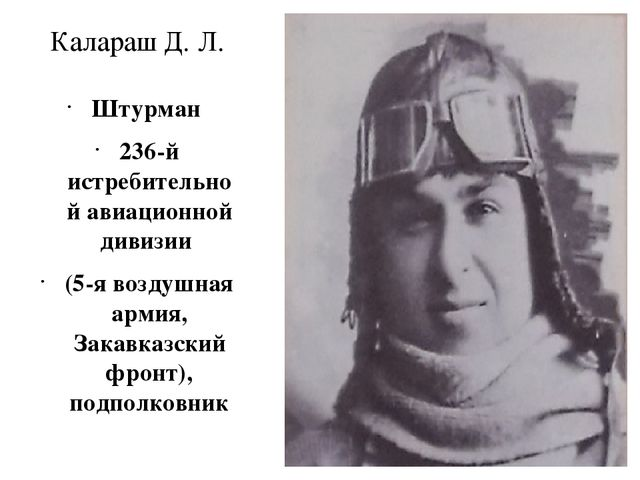 Калараш Д. Л.
· Штурман
· 236-й
истребительно
й авиационной
дивизии
· (5-я воздушная
армия,
Закавказский
фронт),
подполковник